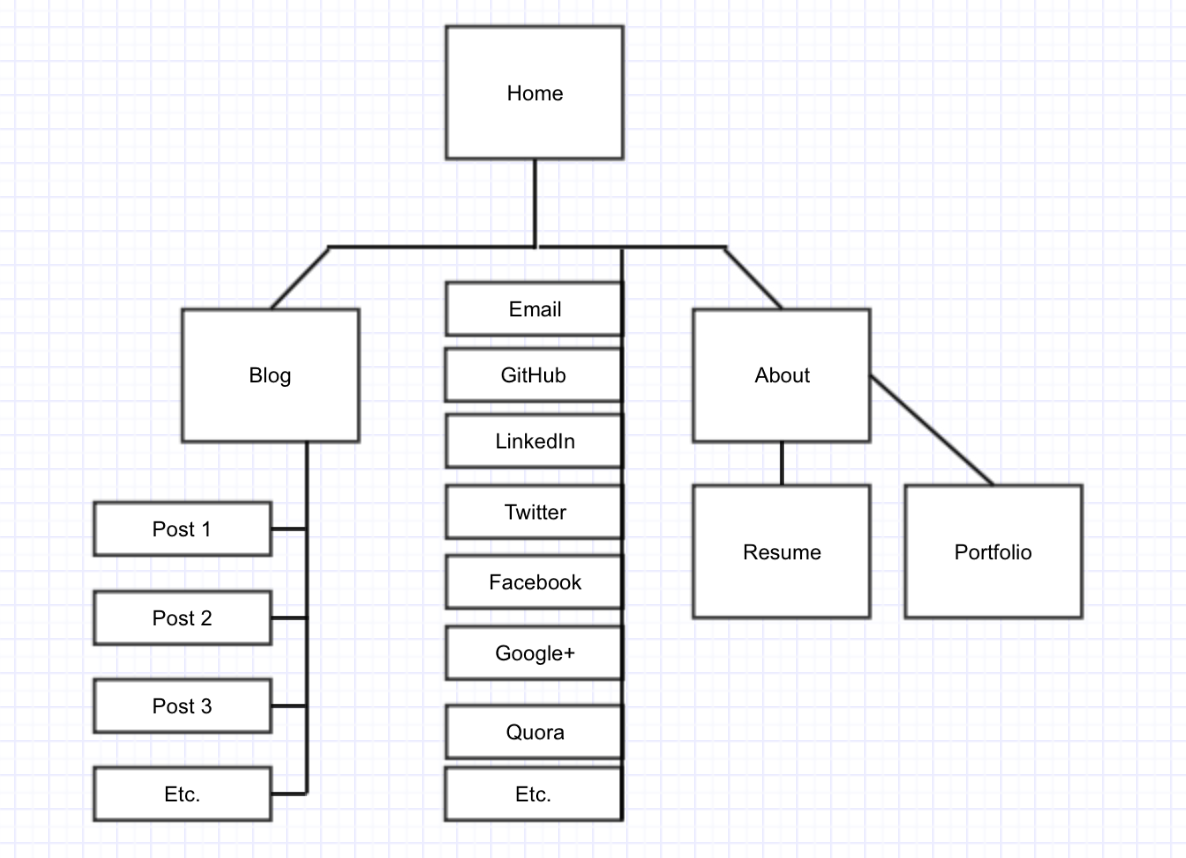 Home
Blog
Post 1
Post 2
Post 3
Etc.
Email
GitHub
LinkedIn
Twitter
Facebook
Google+
Quora
Etc.
About
Resume
Portfolio